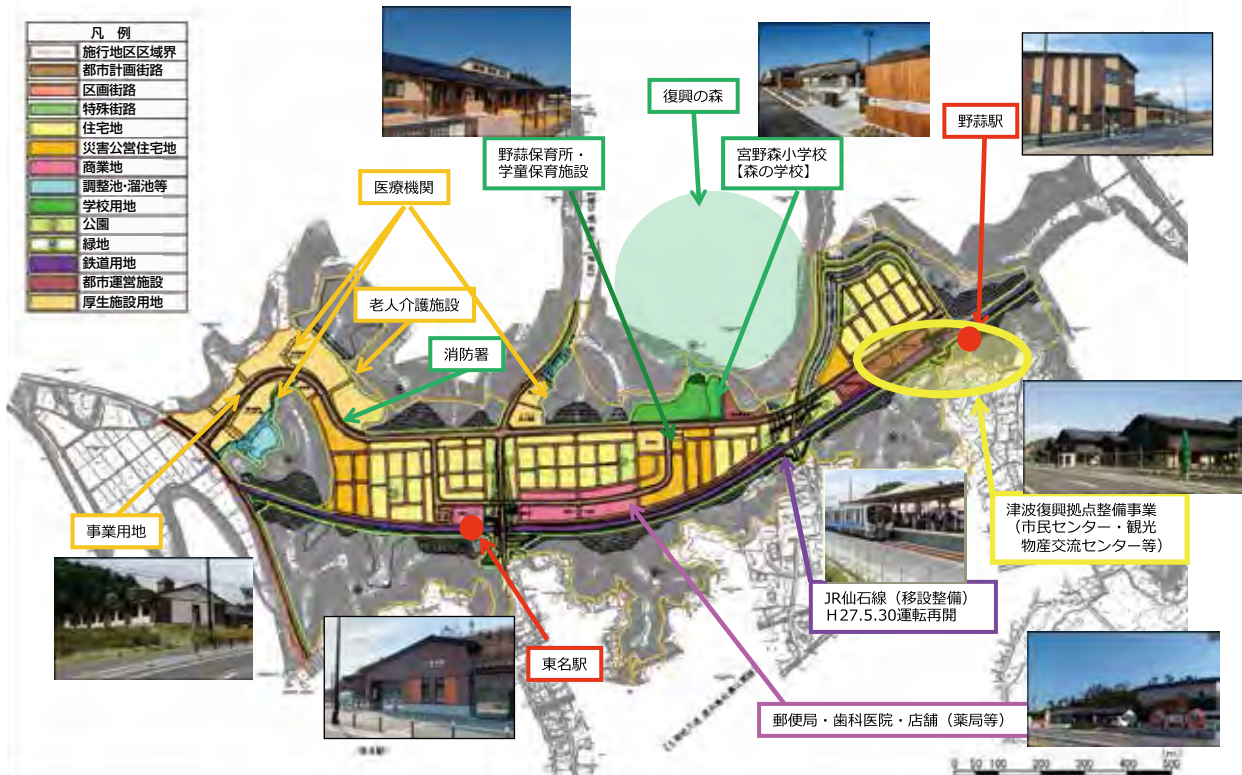 凡 例
施行地区区域界
都市計画街路
区画街路
特殊街路
住宅地
災害公営住宅地
商業地
調整池・溜池等
学校用地
公園
緑地
鉄道用地
都市運営施設
厚生施設用地
復興の森
野蒜駅
野蒜保育所・
学童保育施設
宮野森小学校
【森の学校】
医療機関
老人介護施設
消防署
事業用地
津波復興拠点整備事業
（市民センター・観光
物産交流センター等）
JR仙石線（移設整備）
H27.5.30運転再開
東名駅
郵便局・歯科医院・店舗（薬局等）
(m)
0 50 100 200 300 400 500